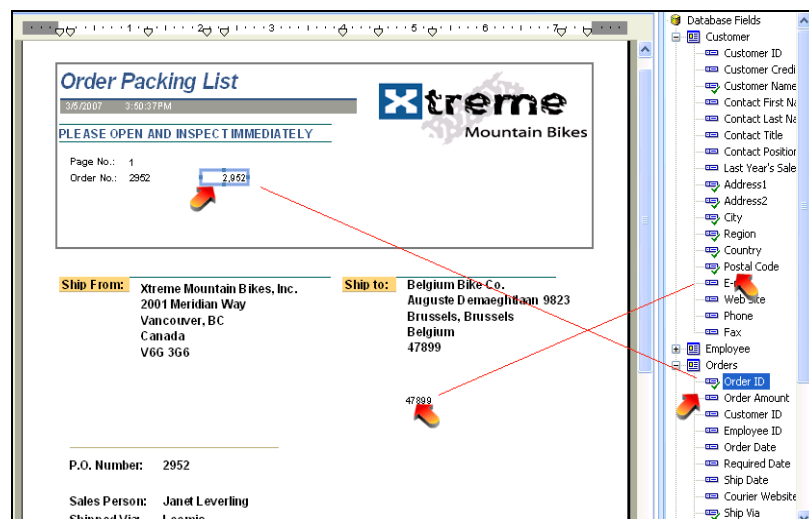 1 2 3 4 5 6 7
Order Packing List
3/5/2007 3:50:37PM
PLEASE OPEN AND INSPECT IMMEDIATELY
Xtreme
Mountain Bikes
Page No.: 1
Order No.: 2952 2,952
Ship From:
Xtreme Mountain Bikes, Inc.
2001 Meridian Way
Vancouver, BC
Canada
V6G 3G6
Ship to:
Belgium Bike Co.
Auguste Demaeghtlaan 9823
Brussels, Brussels
Belgium
47899
47899
P.O. Number: 2952
Sales Person: Janet Leverling
Shipped Via: Loomis
Database Fields
Customer
Customer ID
Customer Credi
Customer Name
Contact First Na
Contact Last Na
Contact Title
Contact Position
Last Year's Sale
Address1
Address2
City
Region
Country
Postal Code
Web Site
Phone
Fax
Employee
Orders
Order ID
Order Amount
Customer ID
Employee ID
Order Date
Required Date
Ship Date
Courier Website
Ship Via